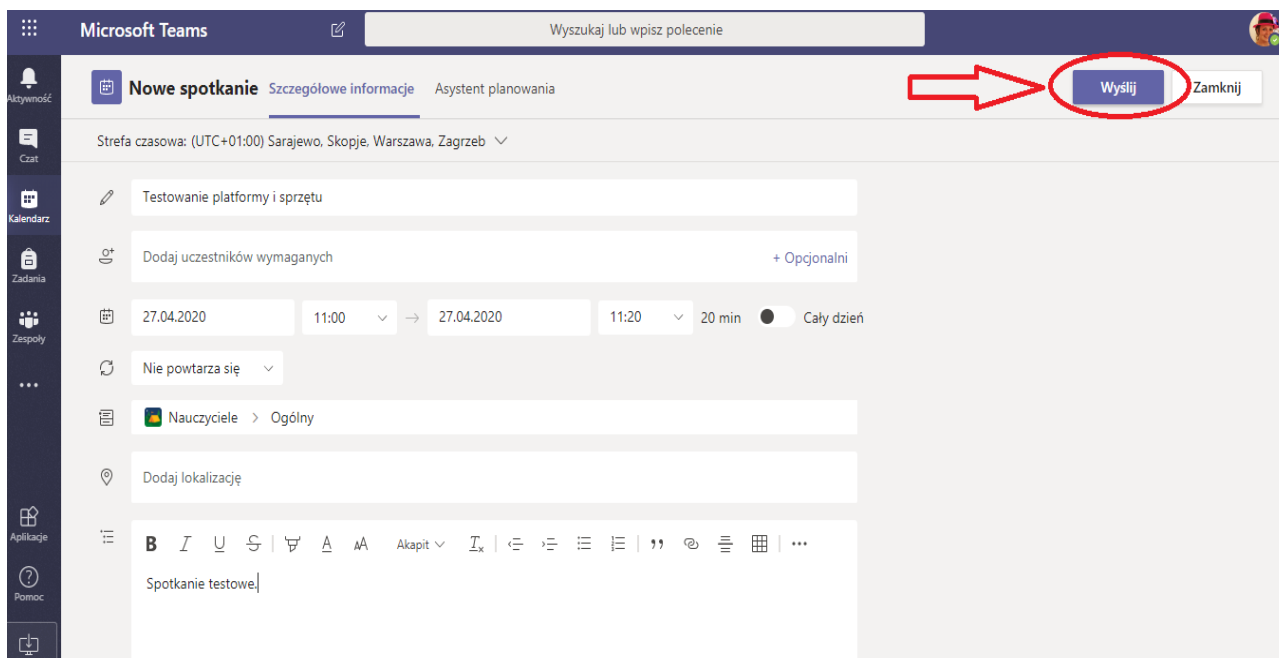 Microsoft Teams
Wyszukaj lub wpisz polecenie
Aktywność
Czat
Kalendarz
Zadania
Zespoły
Aplikacje
Pomoc
Nowe spotkanie Szczegółowe informacje Asystent planowania
Wyślij Zamknij
Strefa czasowa: (UTC+01:00) Sarajewo, Skopje, Warszawa, Zagrzeb
Testowanie platformy i sprzętu
Dodaj uczestników wymaganych + Opcjonalni
27.04.2020 11:00 → 27.04.2020 11:20 20 min Cały dzień
Nie powtarza się
Nauczyciele > Ogólny
Dodaj lokalizację
B I U S A AA Akapit Tx
Spotkanie testowe.